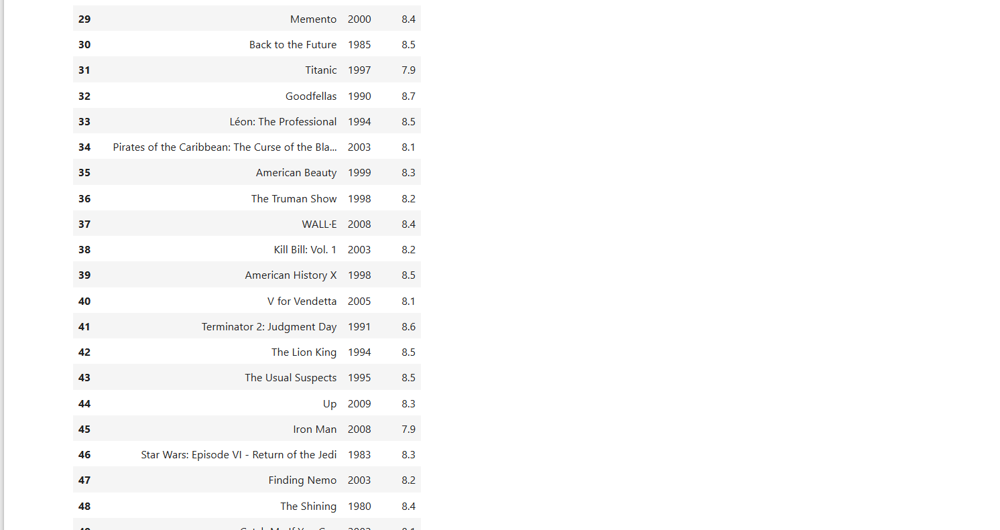 29 Memento 2000 8.4
30 Back to the Future 1985 8.5
31 Titanic 1997 7.9
32 Goodfellas 1990 8.7
33 Léon: The Professional 1994 8.5
34 Pirates of the Caribbean: The Curse of the Bla... 2003 8.1
35 American Beauty 1999 8.3
36 The Truman Show 1998 8.2
37 WALL·E 2008 8.4
38 Kill Bill: Vol. 1 2003 8.2
39 American History X 1998 8.5
40 V for Vendetta 2005 8.1
41 Terminator 2: Judgment Day 1991 8.6
42 The Lion King 1994 8.5
43 The Usual Suspects 1995 8.5
44 Up 2009 8.3
45 Iron Man 2008 7.9
46 Star Wars: Episode VI - Return of the Jedi 1983 8.3
47 Finding Nemo 2003 8.2
48 The Shining 1980 8.4